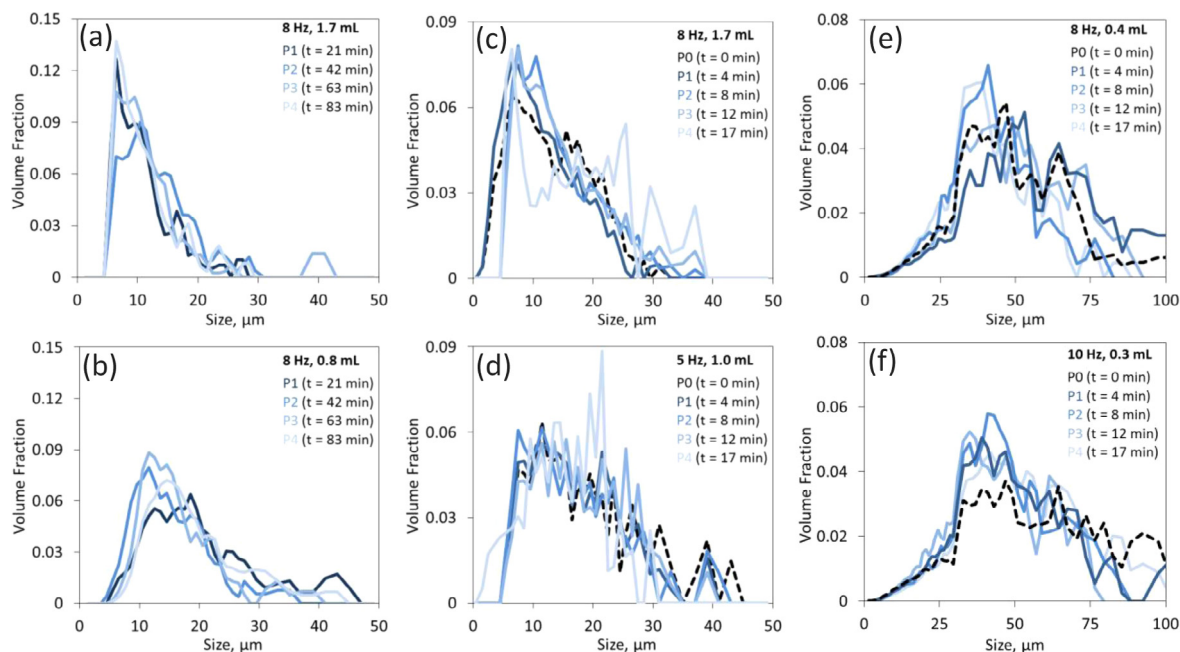 (a)
8 Hz, 1.7 mL
P1 (t = 21 min)
P2 (t = 42 min)
P3 (t = 63 min)
P4 (t = 83 min)
Volume Fraction
0.15
0.12
0.09
0.06
0.03
0
0 10 20 30 40 50
Size, µm
(c)
8 Hz, 1.7 mL
P0 (t = 0 min)
P1 (t = 4 min)
P2 (t = 8 min)
P3 (t = 12 min)
P4 (t = 17 min)
Volume Fraction
0.09
0.06
0.03
0
0 10 20 30 40 50
Size, µm
(e)
8 Hz, 0.4 mL
P0 (t = 0 min)
P1 (t = 4 min)
P2 (t = 8 min)
P3 (t = 12 min)
P4 (t = 17 min)
Volume Fraction
0.08
0.06
0.04
0.02
0
0 25 50 75 100
Size, µm
(b)
8 Hz, 0.8 mL
P1 (t = 21 min)
P2 (t = 42 min)
P3 (t = 63 min)
P4 (t = 83 min)
Volume Fraction
0.15
0.12
0.09
0.06
0.03
0
0 10 20 30 40 50
Size, µm
(d)
5 Hz, 1.0 mL
P0 (t = 0 min)
P1 (t = 4 min)
P2 (t = 8 min)
P3 (t = 12 min)
P4 (t = 17 min)
Volume Fraction
0.09
0.06
0.03
0
0 10 20 30 40 50
Size, µm
(f)
10 Hz, 0.3 mL
P0 (t = 0 min)
P1 (t = 4 min)
P2 (t = 8 min)
P3 (t = 12 min)
P4 (t = 17 min)
Volume Fraction
0.08
0.06
0.04
0.02
0
0 25 50 75 100
Size, µm